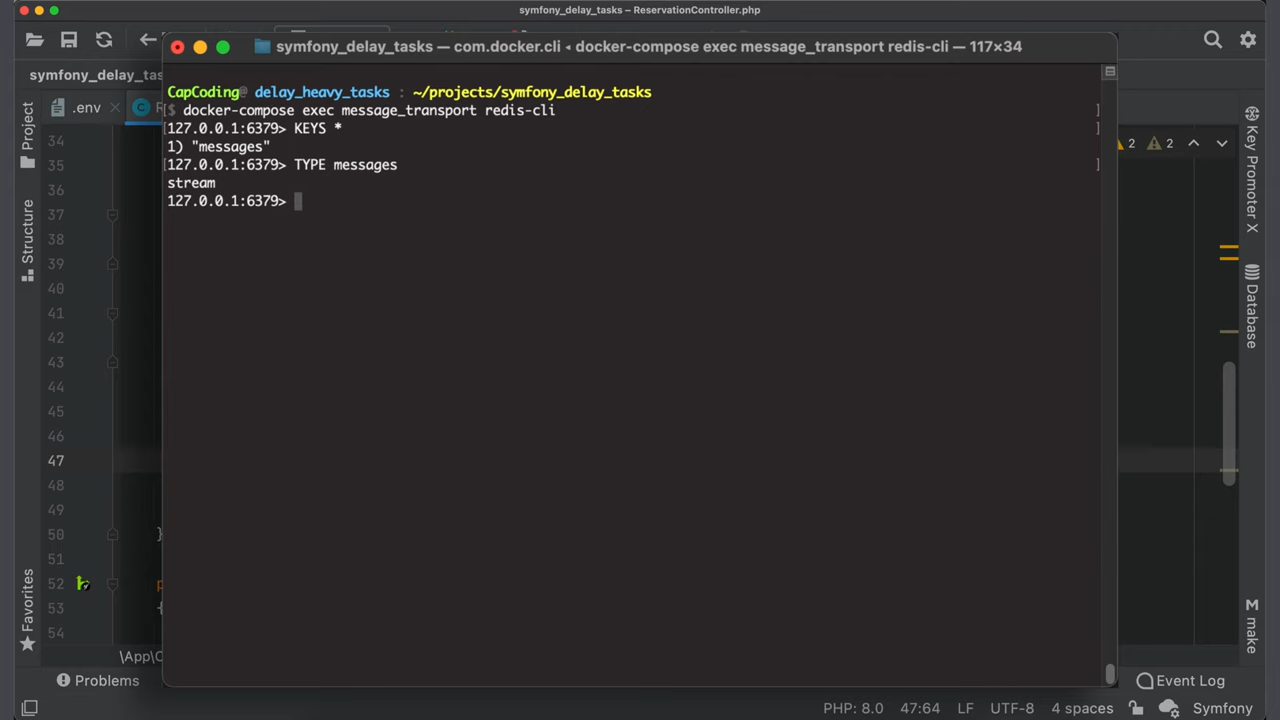 symfony_delay_tasks – ReservationController.php
symfony_delay_tasks — com.docker.cli ◂ docker-compose exec message_transport redis-cli — 117×34
symfony_delay_tas
.env
CapCoding@ delay_heavy_tasks : ~/projects/symfony_delay_tasks
$ docker-compose exec message_transport redis-cli
[127.0.0.1:6379> KEYS *
1) "messages"
[127.0.0.1:6379> TYPE messages
stream
127.0.0.1:6379>
2
2
Project
Structure
Favorites
34
35
36
37
38
39
40
41
42
43
44
45
46
47
48
49
50
51
52
53
54
}
Key Promoter X
Database
make
\App\C
Problems
Event Log
PHP: 8.0
47:64
LF
UTF-8
4 spaces
Symfony